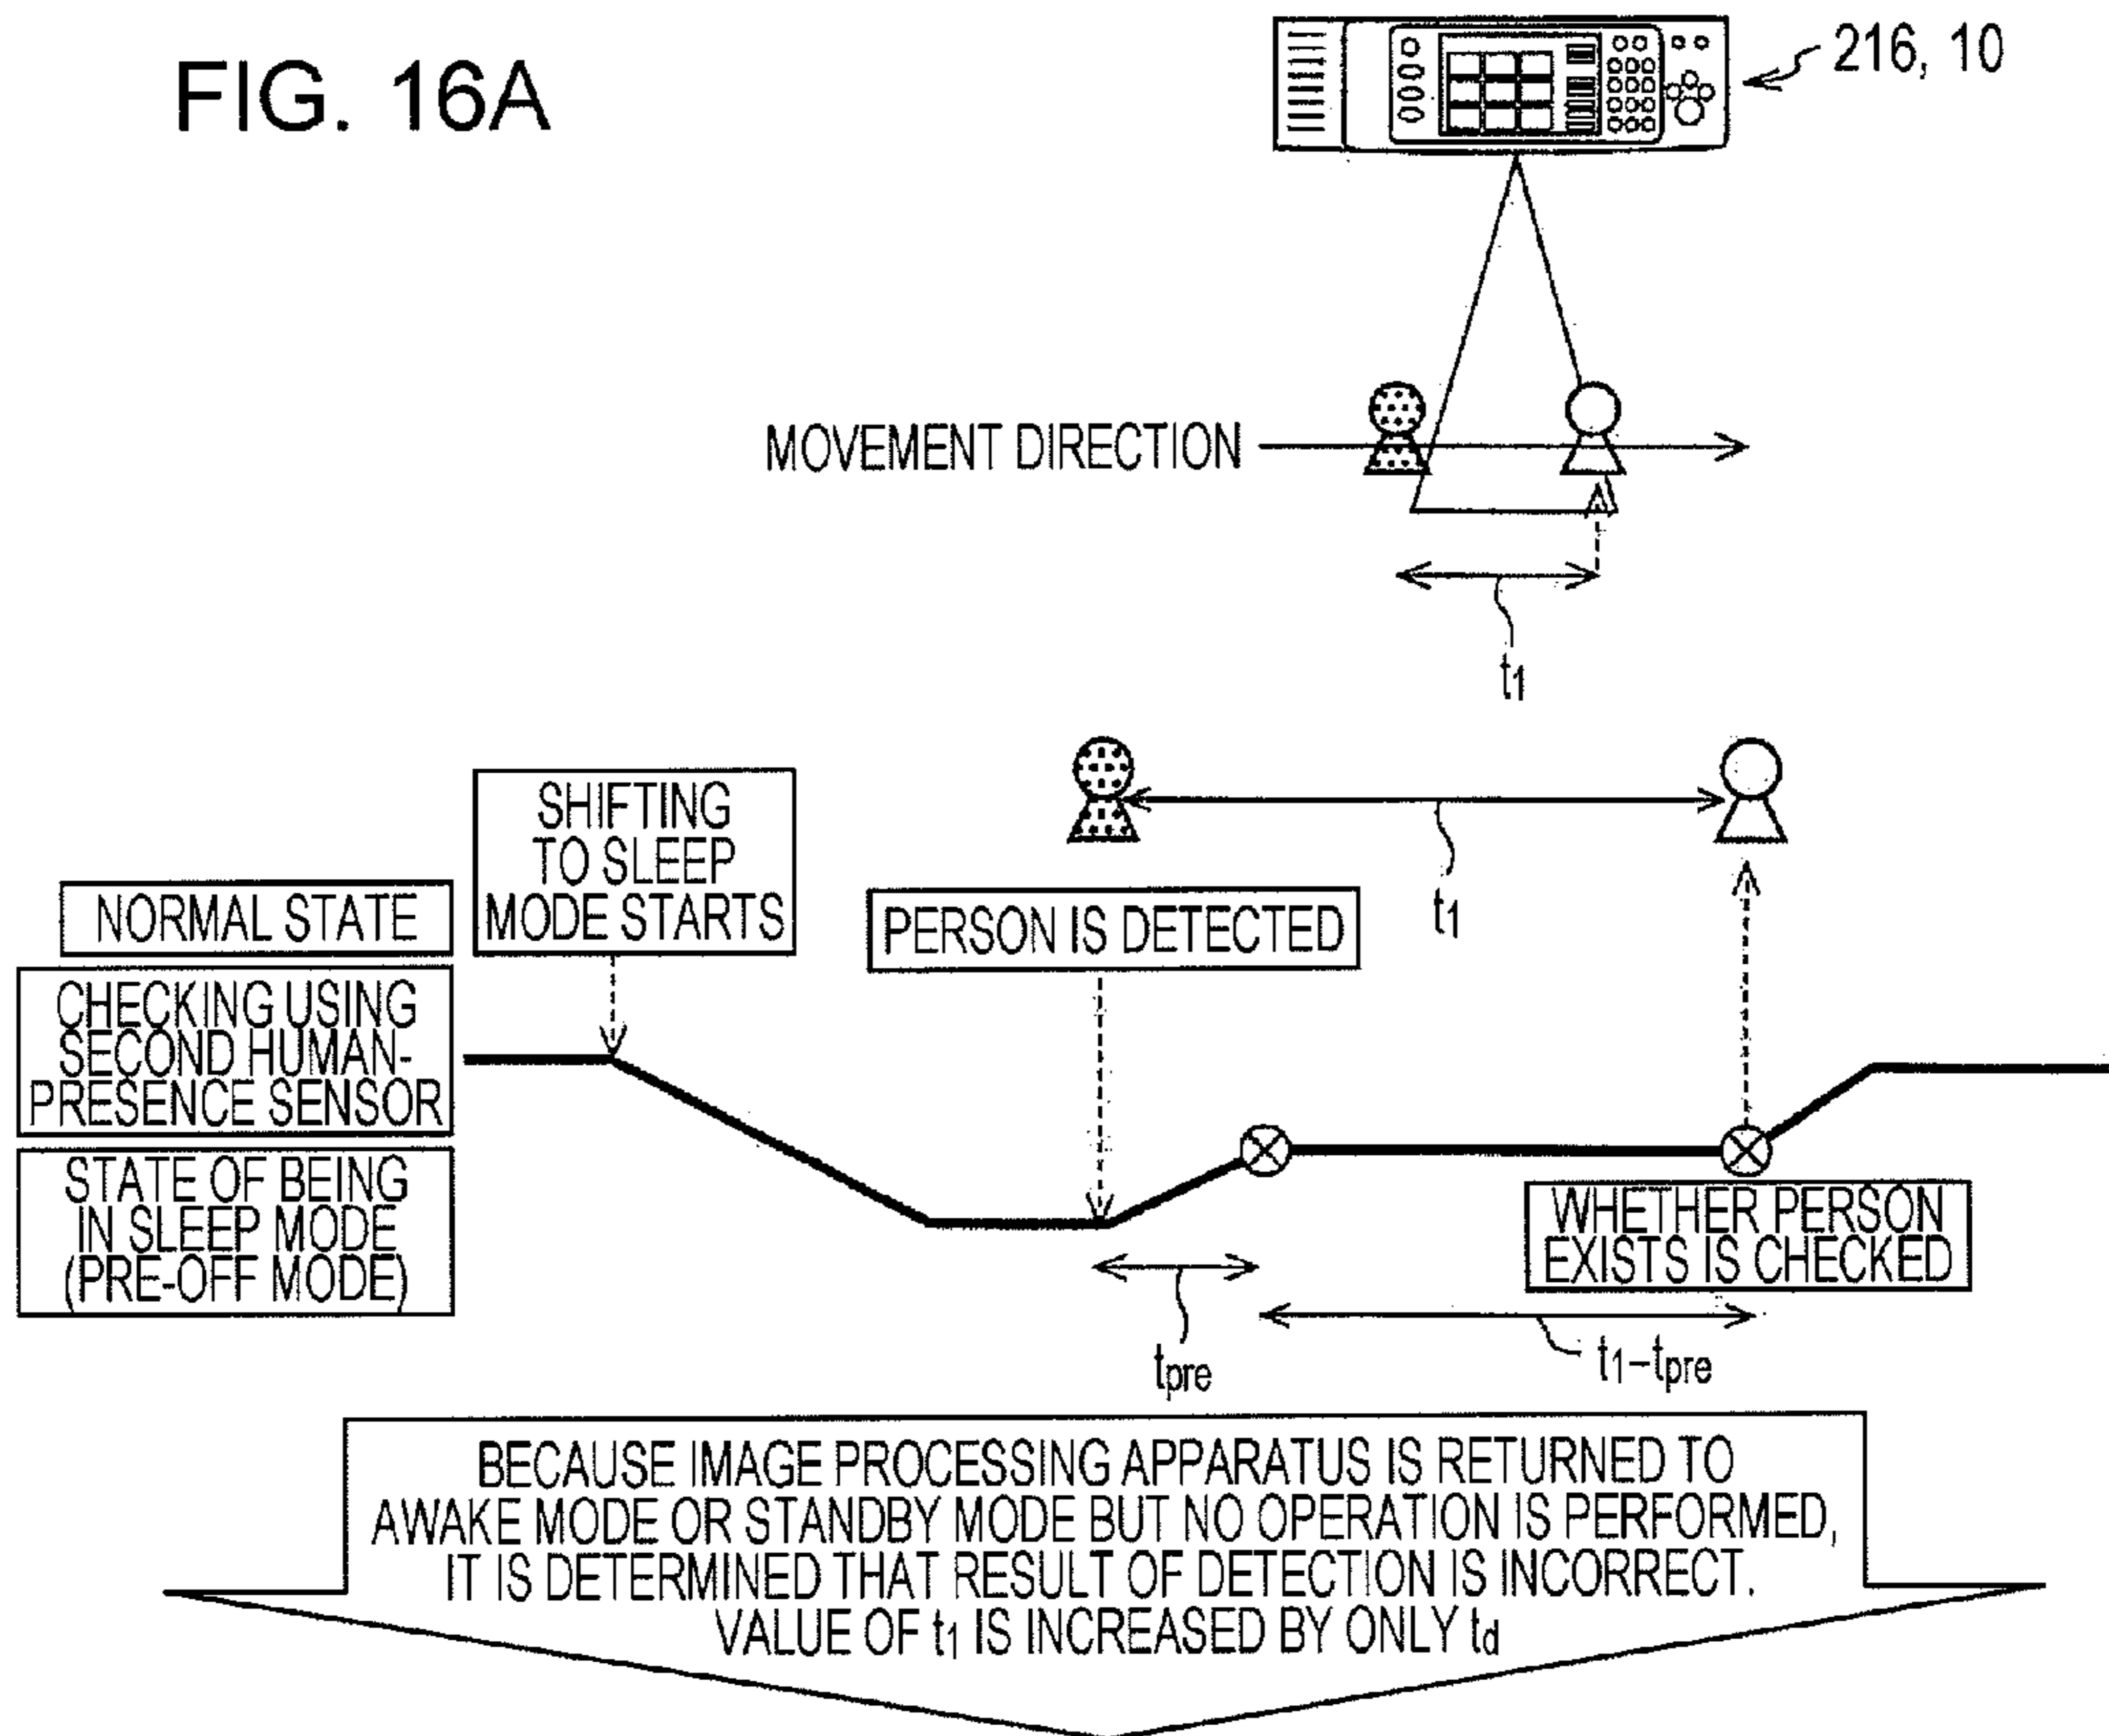 FIG. 16A
216, 10
MOVEMENT DIRECTION
t1
SHIFTING
TO SLEEP
MODE STARTS
t1
NORMAL STATE
PERSON IS DETECTED
CHECKING USING
SECOND HUMAN-
PRESENCE SENSOR
STATE OF BEING
IN SLEEP MODE
(PRE-OFF MODE)
WHETHER PERSON
EXISTS IS CHECKED
tpre
t1−tpre
BECAUSE IMAGE PROCESSING APPARATUS IS RETURNED TO
AWAKE MODE OR STANDBY MODE BUT NO OPERATION IS PERFORMED,
IT IS DETERMINED THAT RESULT OF DETECTION IS INCORRECT.
VALUE OF t1 IS INCREASED BY ONLY td